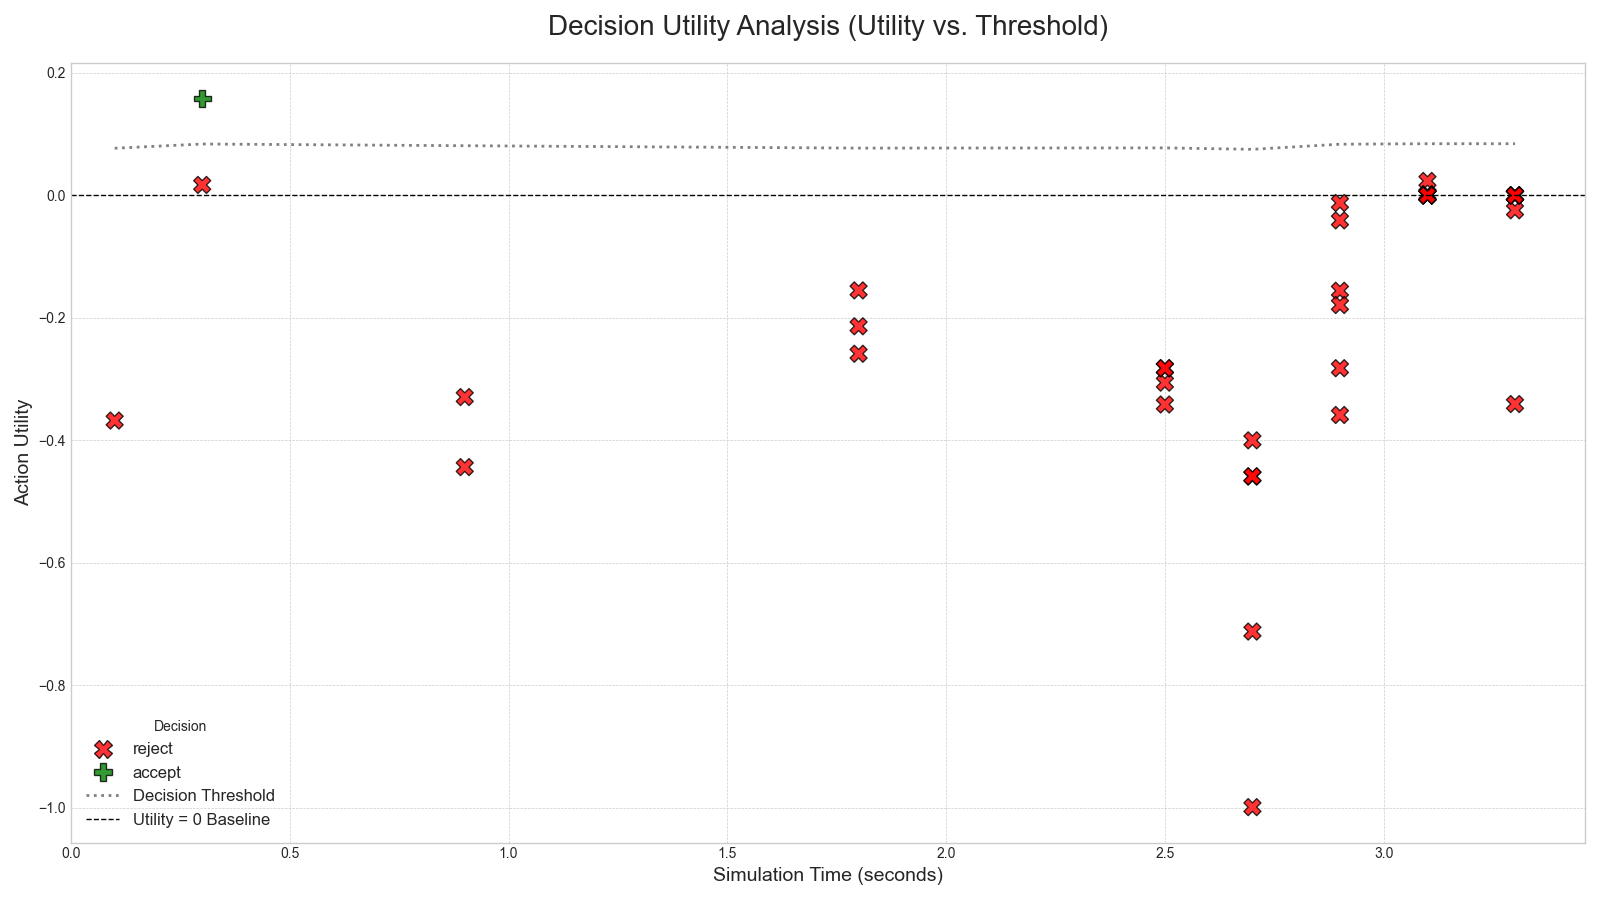 Decision Utility Analysis (Utility vs. Threshold)
Action Utility
0.2
0.0
−0.2
−0.4
−0.6
−0.8
−1.0
Decision
reject
accept
Decision Threshold
Utility = 0 Baseline
0.0 0.5 1.0 1.5 2.0 2.5 3.0
Simulation Time (seconds)